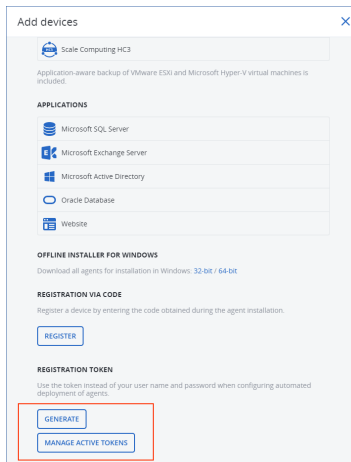 Add devices
Scale Computing HC3
Application-aware backup of VMware ESXi and Microsoft Hyper-V virtual machines is
included.
APPLICATIONS
Microsoft SQL Server
Microsoft Exchange Server
Microsoft Active Directory
Oracle Database
Website
OFFLINE INSTALLER FOR WINDOWS
Download all agents for installation in Windows: 32-bit / 64-bit
REGISTRATION VIA CODE
Register a device by entering the code obtained during the agent installation.
REGISTER
REGISTRATION TOKEN
Use the token instead of your user name and password when configuring automated
deployment of agents.
GENERATE
MANAGE ACTIVE TOKENS